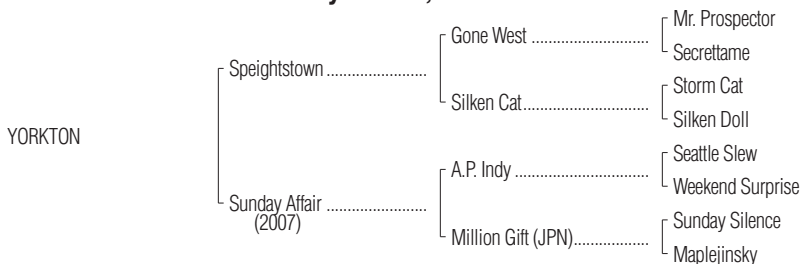 Mr. Prospector
Gone West ..............................
Secrettame
Speightstown .........................
Storm Cat
Silken Cat................................
Silken Doll
YORKTON
Seattle Slew
A.P. Indy ..................................
Weekend Surprise
Sunday Affair .........................
(2007)
Sunday Silence
Million Gift (JPN)...................
Maplejinsky